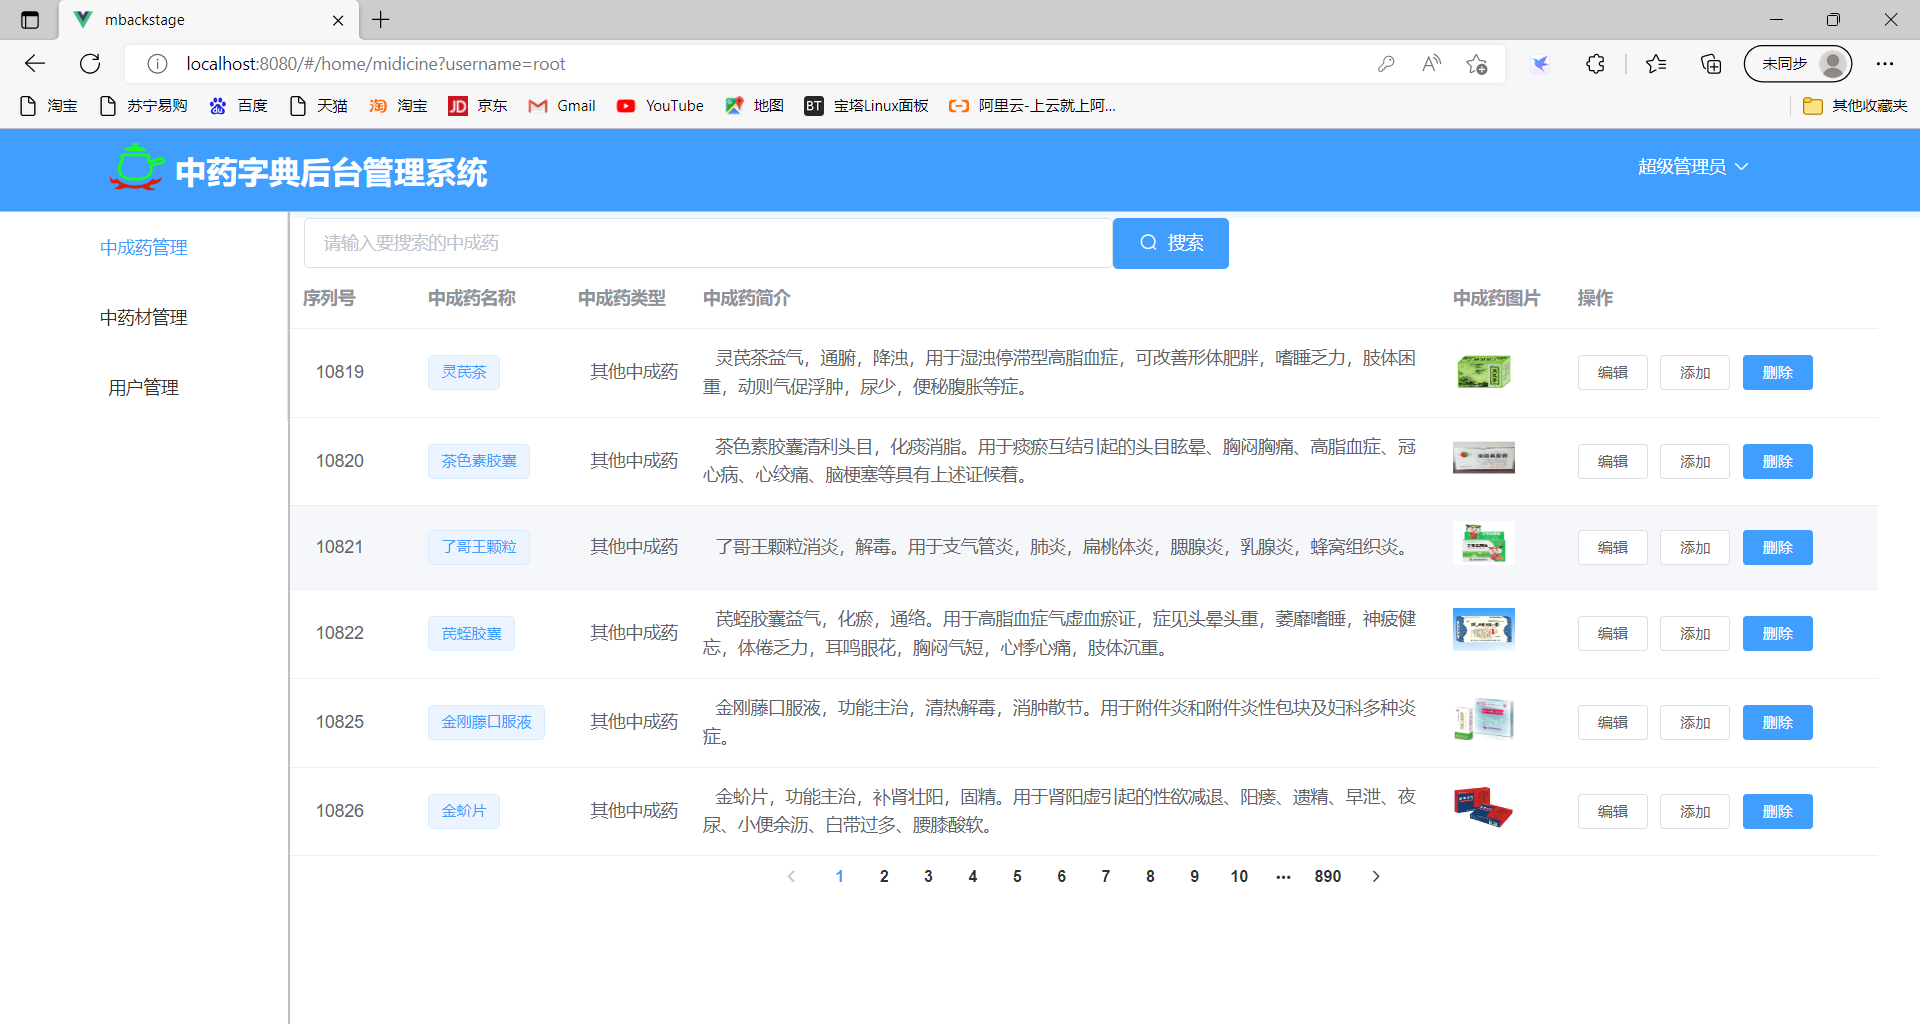 mbackstage
localhost:8080/#/home/midicine?username=root
未同步
淘宝 苏宁易购 百度 天猫 淘宝 京东 Gmail YouTube 地图 宝塔Linux面板 阿里云-上云就上阿... 其他收藏夹
中药字典后台管理系统
超级管理员
中成药管理
中药材管理
用户管理
请输入要搜索的中成药
搜索
序列号 中成药名称 中成药类型 中成药简介 中成药图片 操作
10819 灵芪茶 其他中成药 灵芪茶益气，通腑，降浊，用于湿浊停滞型高脂血症，可改善形体肥胖，嗜睡乏力，肢体困
重，动则气促浮肿，尿少，便秘腹胀等症。
编辑 添加 删除
10820 茶色素胶囊 其他中成药 茶色素胶囊清利头目，化痰消脂。用于痰瘀互结引起的头目眩晕、胸闷胸痛、高脂血症、冠
心病、心绞痛、脑梗塞等具有上述证候着。
编辑 添加 删除
10821 了哥王颗粒 其他中成药 了哥王颗粒消炎，解毒。用于支气管炎，肺炎，扁桃体炎，腮腺炎，乳腺炎，蜂窝组织炎。
编辑 添加 删除
10822 芪蛭胶囊 其他中成药 芪蛭胶囊益气，化瘀，通络。用于高脂血症气虚血瘀证，症见头晕头重，萎靡嗜睡，神疲健
忘，体倦乏力，耳鸣眼花，胸闷气短，心悸心痛，肢体沉重。
编辑 添加 删除
10825 金刚藤口服液 其他中成药 金刚藤口服液，功能主治，清热解毒，消肿散节。用于附件炎和附件炎性包块及妇科多种炎
症。
编辑 添加 删除
10826 金蚧片 其他中成药 金蚧片，功能主治，补肾壮阳，固精。用于肾阳虚引起的性欲减退、阳痿、遗精、早泄、夜
尿、小便余沥、白带过多、腰膝酸软。
编辑 添加 删除
1 2 3 4 5 6 7 8 9 10 ··· 890